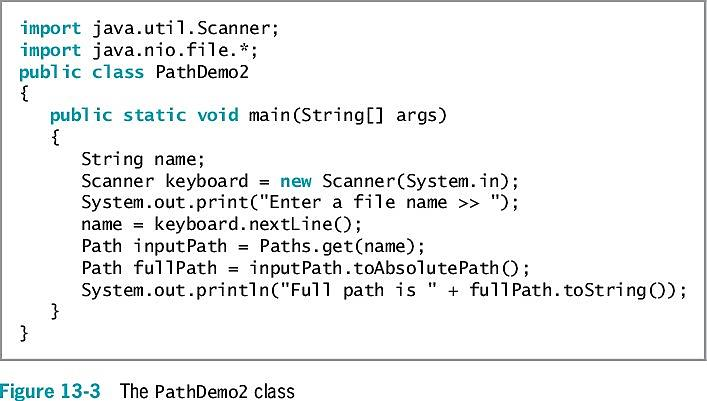 import java.util.Scanner;
import java.nio.file.*;
public class PathDemo2
{
   public static void main(String[] args)
   {
      String name;
      Scanner keyboard = new Scanner(System.in);
      System.out.print("Enter a file name >> ");
      name = keyboard.nextLine();
      Path inputPath = Paths.get(name);
      Path fullPath = inputPath.toAbsolutePath();
      System.out.println("Full path is " + fullPath.toString());
   }
}
Figure 13-3 The PathDemo2 class